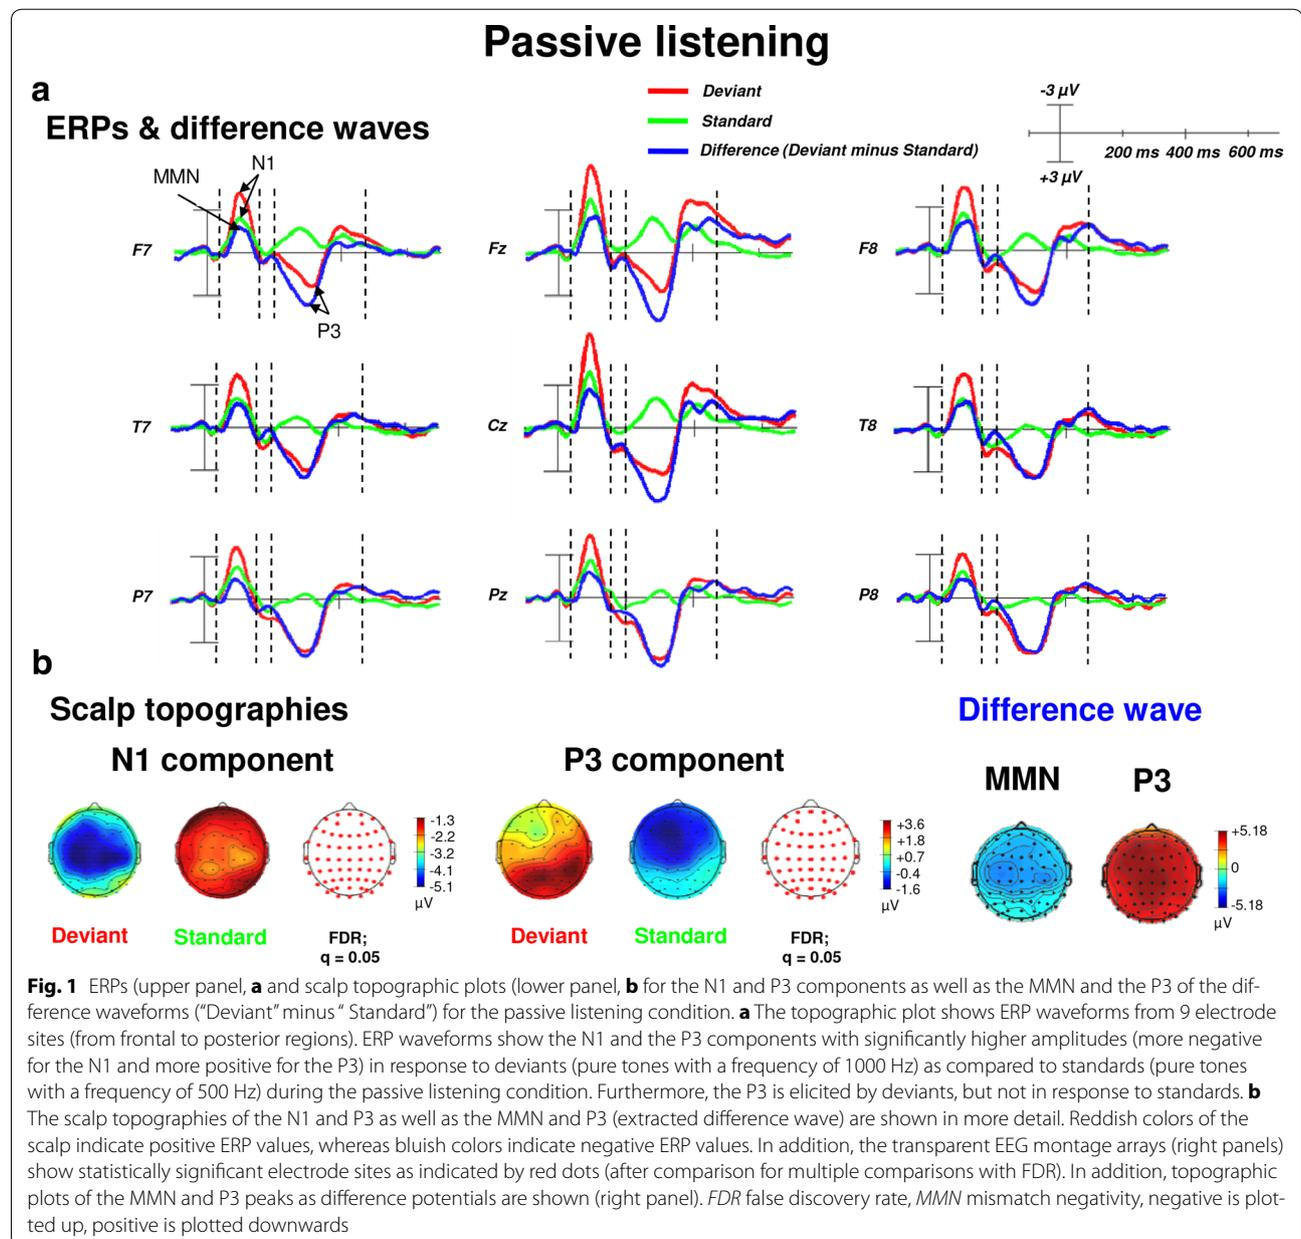 Passive listening
a
ERPs & difference waves
Deviant
Standard
Difference (Deviant minus Standard)
-3 µV
200 ms 400 ms 600 ms
+3 µV
MMN
N1
P3
F7
Fz
F8
T7
Cz
T8
P7
Pz
P8
b
Scalp topographies
Difference wave
N1 component
P3 component
MMN
P3
-1.3
-2.2
-3.2
-4.1
-5.1
µV
+3.6
+1.8
+0.7
-0.4
-1.6
µV
+5.18
0
-5.18
µV
Deviant
Standard
FDR;
q = 0.05
Deviant
Standard
FDR;
q = 0.05
Fig. 1 ERPs (upper panel, a and scalp topographic plots (lower panel, b for the N1 and P3 components as well as the MMN and the P3 of the dif-
ference waveforms (“Deviant” minus “ Standard”) for the passive listening condition. a The topographic plot shows ERP waveforms from 9 electrode
sites (from frontal to posterior regions). ERP waveforms show the N1 and the P3 components with significantly higher amplitudes (more negative
for the N1 and more positive for the P3) in response to deviants (pure tones with a frequency of 1000 Hz) as compared to standards (pure tones
with a frequency of 500 Hz) during the passive listening condition. Furthermore, the P3 is elicited by deviants, but not in response to standards. b
The scalp topographies of the N1 and P3 as well as the MMN and P3 (extracted difference wave) are shown in more detail. Reddish colors of the
scalp indicate positive ERP values, whereas bluish colors indicate negative ERP values. In addition, the transparent EEG montage arrays (right panels)
show statistically significant electrode sites as indicated by red dots (after comparison for multiple comparisons with FDR). In addition, topographic
plots of the MMN and P3 peaks as difference potentials are shown (right panel). FDR false discovery rate, MMN mismatch negativity, negative is plot-
ted up, positive is plotted downwards